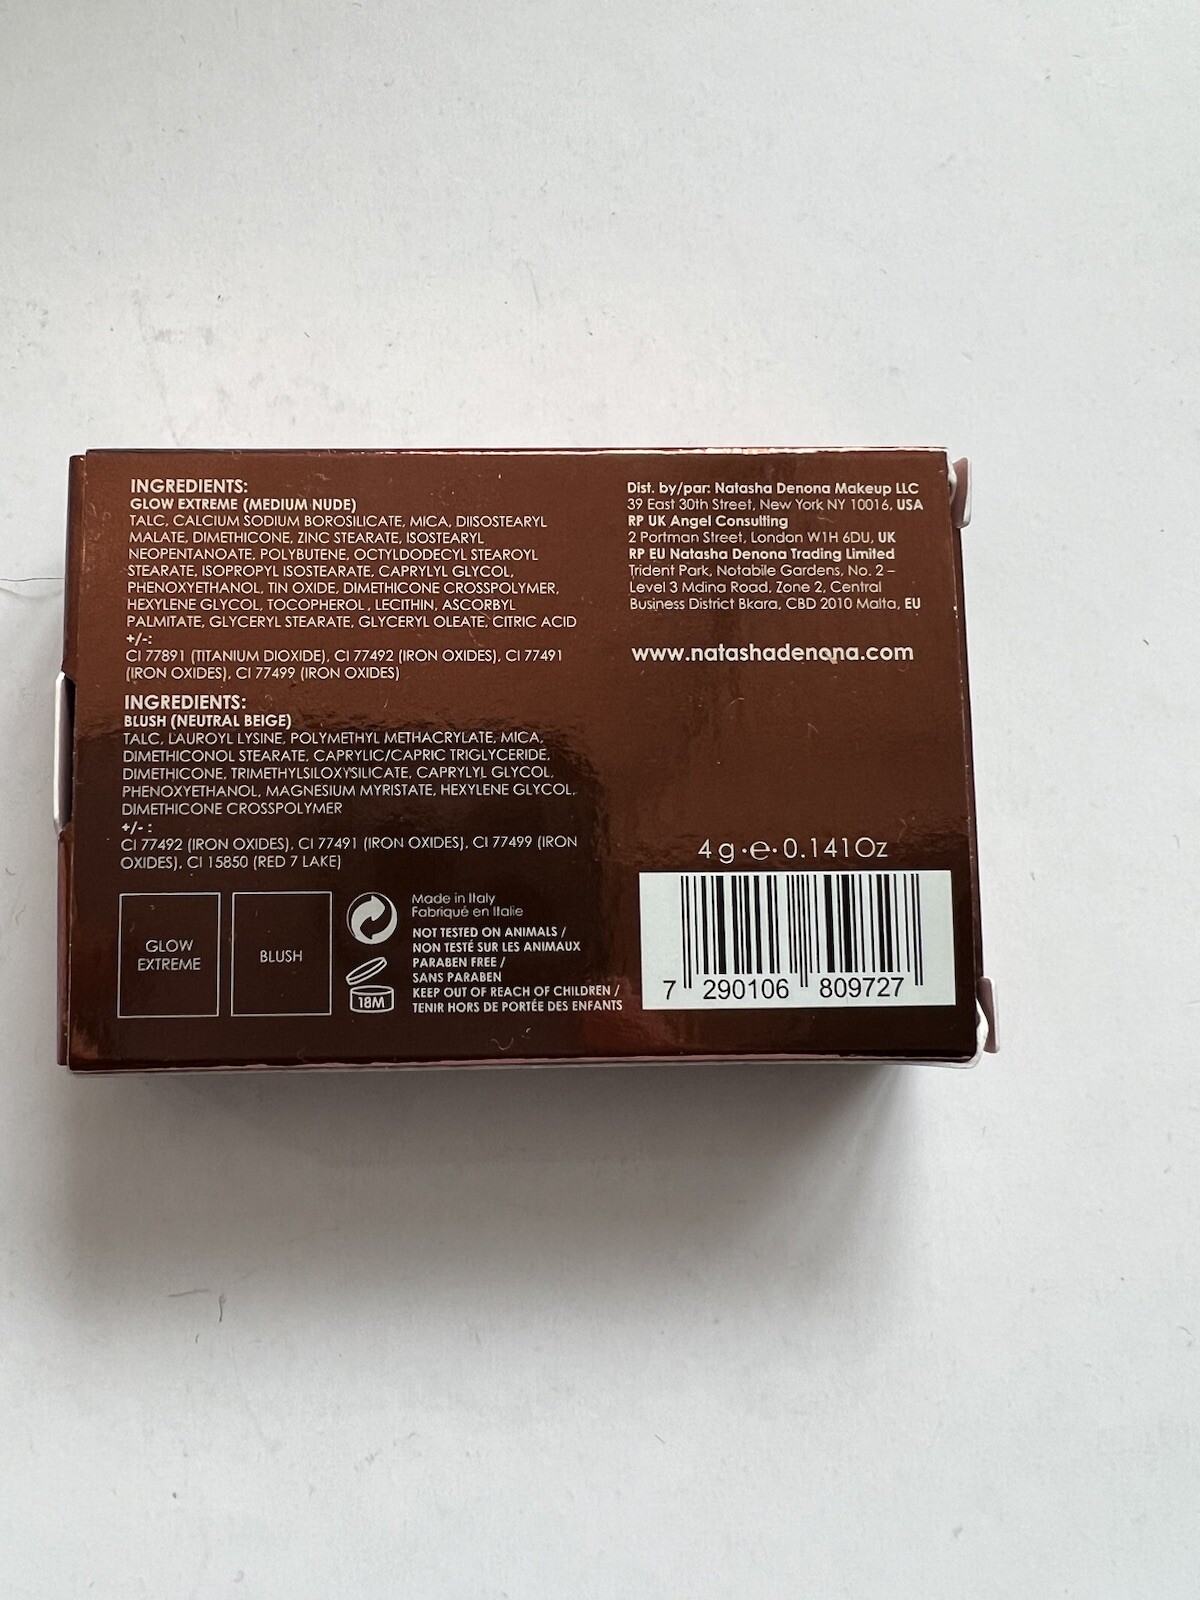 INGREDIENTS:
GLOW EXTREME (MEDIUM NUDE)
TALC, CALCIUM SODIUM BOROSILICATE, MICA, DIISOSTEARYL
MALATE, DIMETHICONE, ZINC STEARATE, ISOSTEARYL
NEOPENTANOATE, POLYBUTENE, OCTYLDODECYL STEAROYL
STEARATE, ISOPROPYL ISOSTEARATE, CAPRYLYL GLYCOL,
PHENOXYETHANOL, TIN OXIDE, DIMETHICONE CROSSPOLYMER,
HEXYLENE GLYCOL, TOCOPHEROL , LECITHIN, ASCORBYL
PALMITATE, GLYCERYL STEARATE, GLYCERYL OLEATE, CITRIC ACID
+/-:
CI 77891 (TITANIUM DIOXIDE), CI 77492 (IRON OXIDES), CI 77491
(IRON OXIDES), CI 77499 (IRON OXIDES)
INGREDIENTS:
BLUSH (NEUTRAL BEIGE)
TALC, LAUROYL LYSINE, POLYMETHYL METHACRYLATE, MICA,
DIMETHICONOL STEARATE, CAPRYLIC/CAPRIC TRIGLYCERIDE,
DIMETHICONE, TRIMETHYLSILOXYSILICATE, CAPRYLYL GLYCOL,
PHENOXYETHANOL, MAGNESIUM MYRISTATE, HEXYLENE GLYCOL,
DIMETHICONE CROSSPOLYMER
+/- :
CI 77492 (IRON OXIDES), CI 77491 (IRON OXIDES), CI 77499 (IRON
OXIDES), CI 15850 (RED 7 LAKE)
GLOW
EXTREME
BLUSH
18M
Made in Italy
Fabriqué en Italie
NOT TESTED ON ANIMALS /
NON TESTÉ SUR LES ANIMAUX
PARABEN FREE /
SANS PARABEN
KEEP OUT OF REACH OF CHILDREN /
TENIR HORS DE PORTÉE DES ENFANTS
Dist. by/par: Natasha Denona Makeup LLC
39 East 30th Street, New York NY 10016, USA
RP UK Angel Consulting
2 Portman Street, London W1H 6DU, UK
RP EU Natasha Denona Trading Limited
Trident Park, Notabile Gardens, No. 2 –
Level 3 Mdina Road, Zone 2, Central
Business District Bkara, CBD 2010 Malta, EU
www.natashadenona.com
4 g ·e· 0.141Oz
7 290106 809727